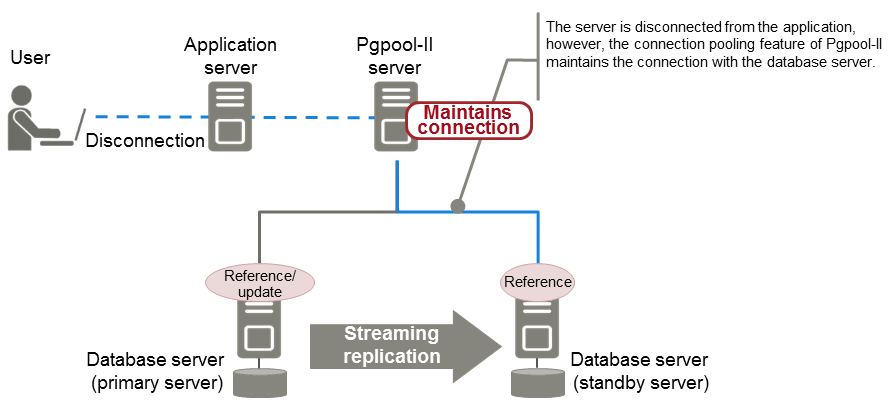 The server is disconnected from the application,
however, the connection pooling feature of Pgpool-II
maintains the connection with the database server.
User
Application
server
Pgpool-II
server
Maintains
connection
Disconnection
Reference/
update
Reference
Streaming
replication
Database server
(primary server)
Database server
(standby server)